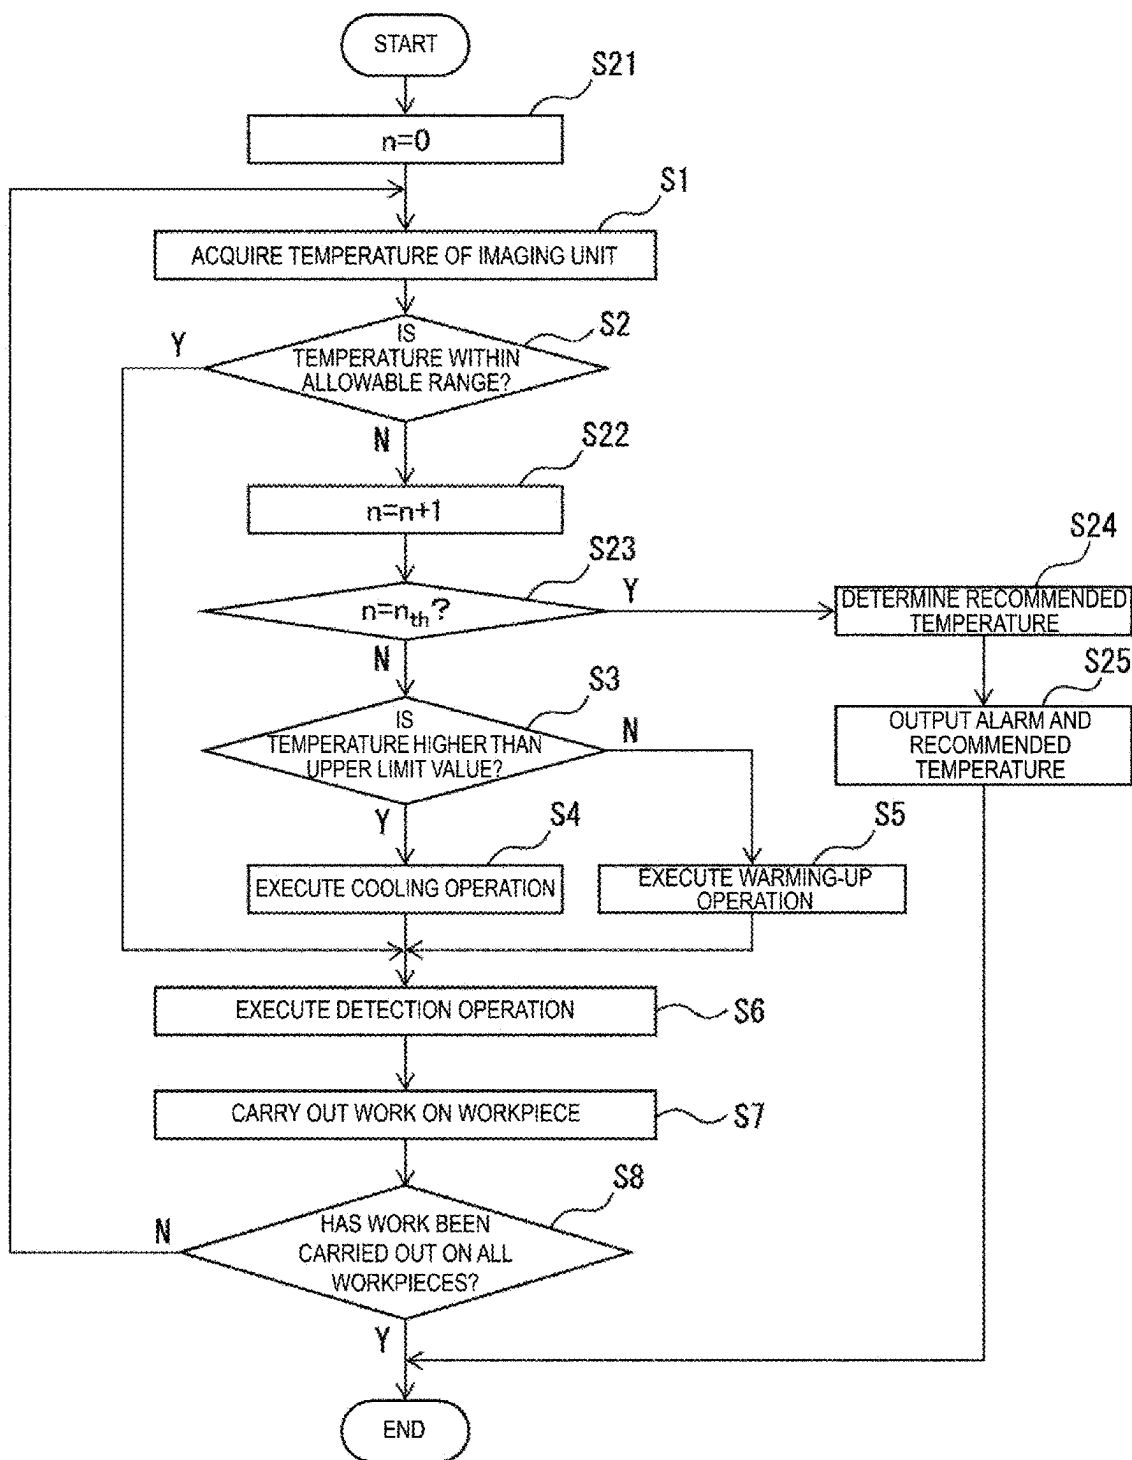 START
S21
n=0
S1
ACQUIRE TEMPERATURE OF IMAGING UNIT
S2
Y
IS
TEMPERATURE WITHIN
ALLOWABLE RANGE?
N
S22
n=n+1
S23
n=nth?
Y
S24
DETERMINE RECOMMENDED
TEMPERATURE
N
S3
IS
TEMPERATURE HIGHER THAN
UPPER LIMIT VALUE?
N
S25
OUTPUT ALARM AND
RECOMMENDED
TEMPERATURE
Y
S4
EXECUTE COOLING OPERATION
S5
EXECUTE WARMING-UP
OPERATION
EXECUTE DETECTION OPERATION
S6
CARRY OUT WORK ON WORKPIECE
S7
S8
N
HAS WORK BEEN
CARRIED OUT ON ALL
WORKPIECES?
Y
END